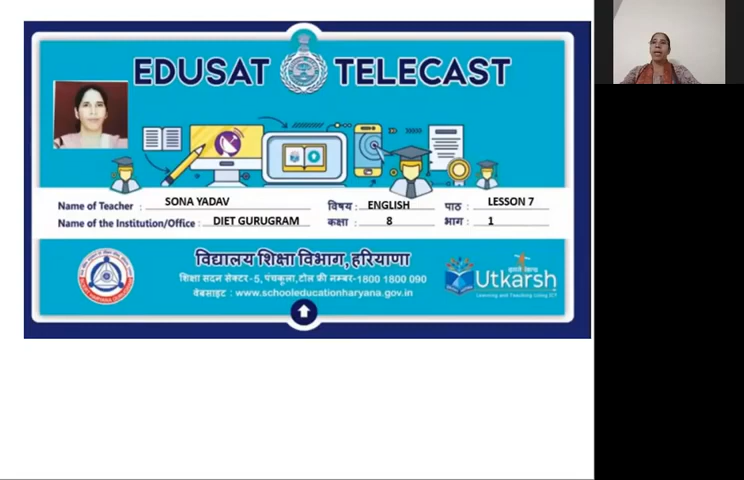 EDUSAT TELECAST
Name of Teacher : SONA YADAV विषय : ENGLISH पाठ : LESSON 7
Name of the Institution/Office : DIET GURUGRAM कक्षा : 8 भाग : 1
विद्यालय शिक्षा विभाग, हरियाणा
शिक्षा सदन सेक्टर-5, पंचकूला, टोल फ्री नम्बर-1800 1800 090
वेबसाइट : www.schooleducationharyana.gov.in
Utkarsh
Learning and Teaching Using ICT